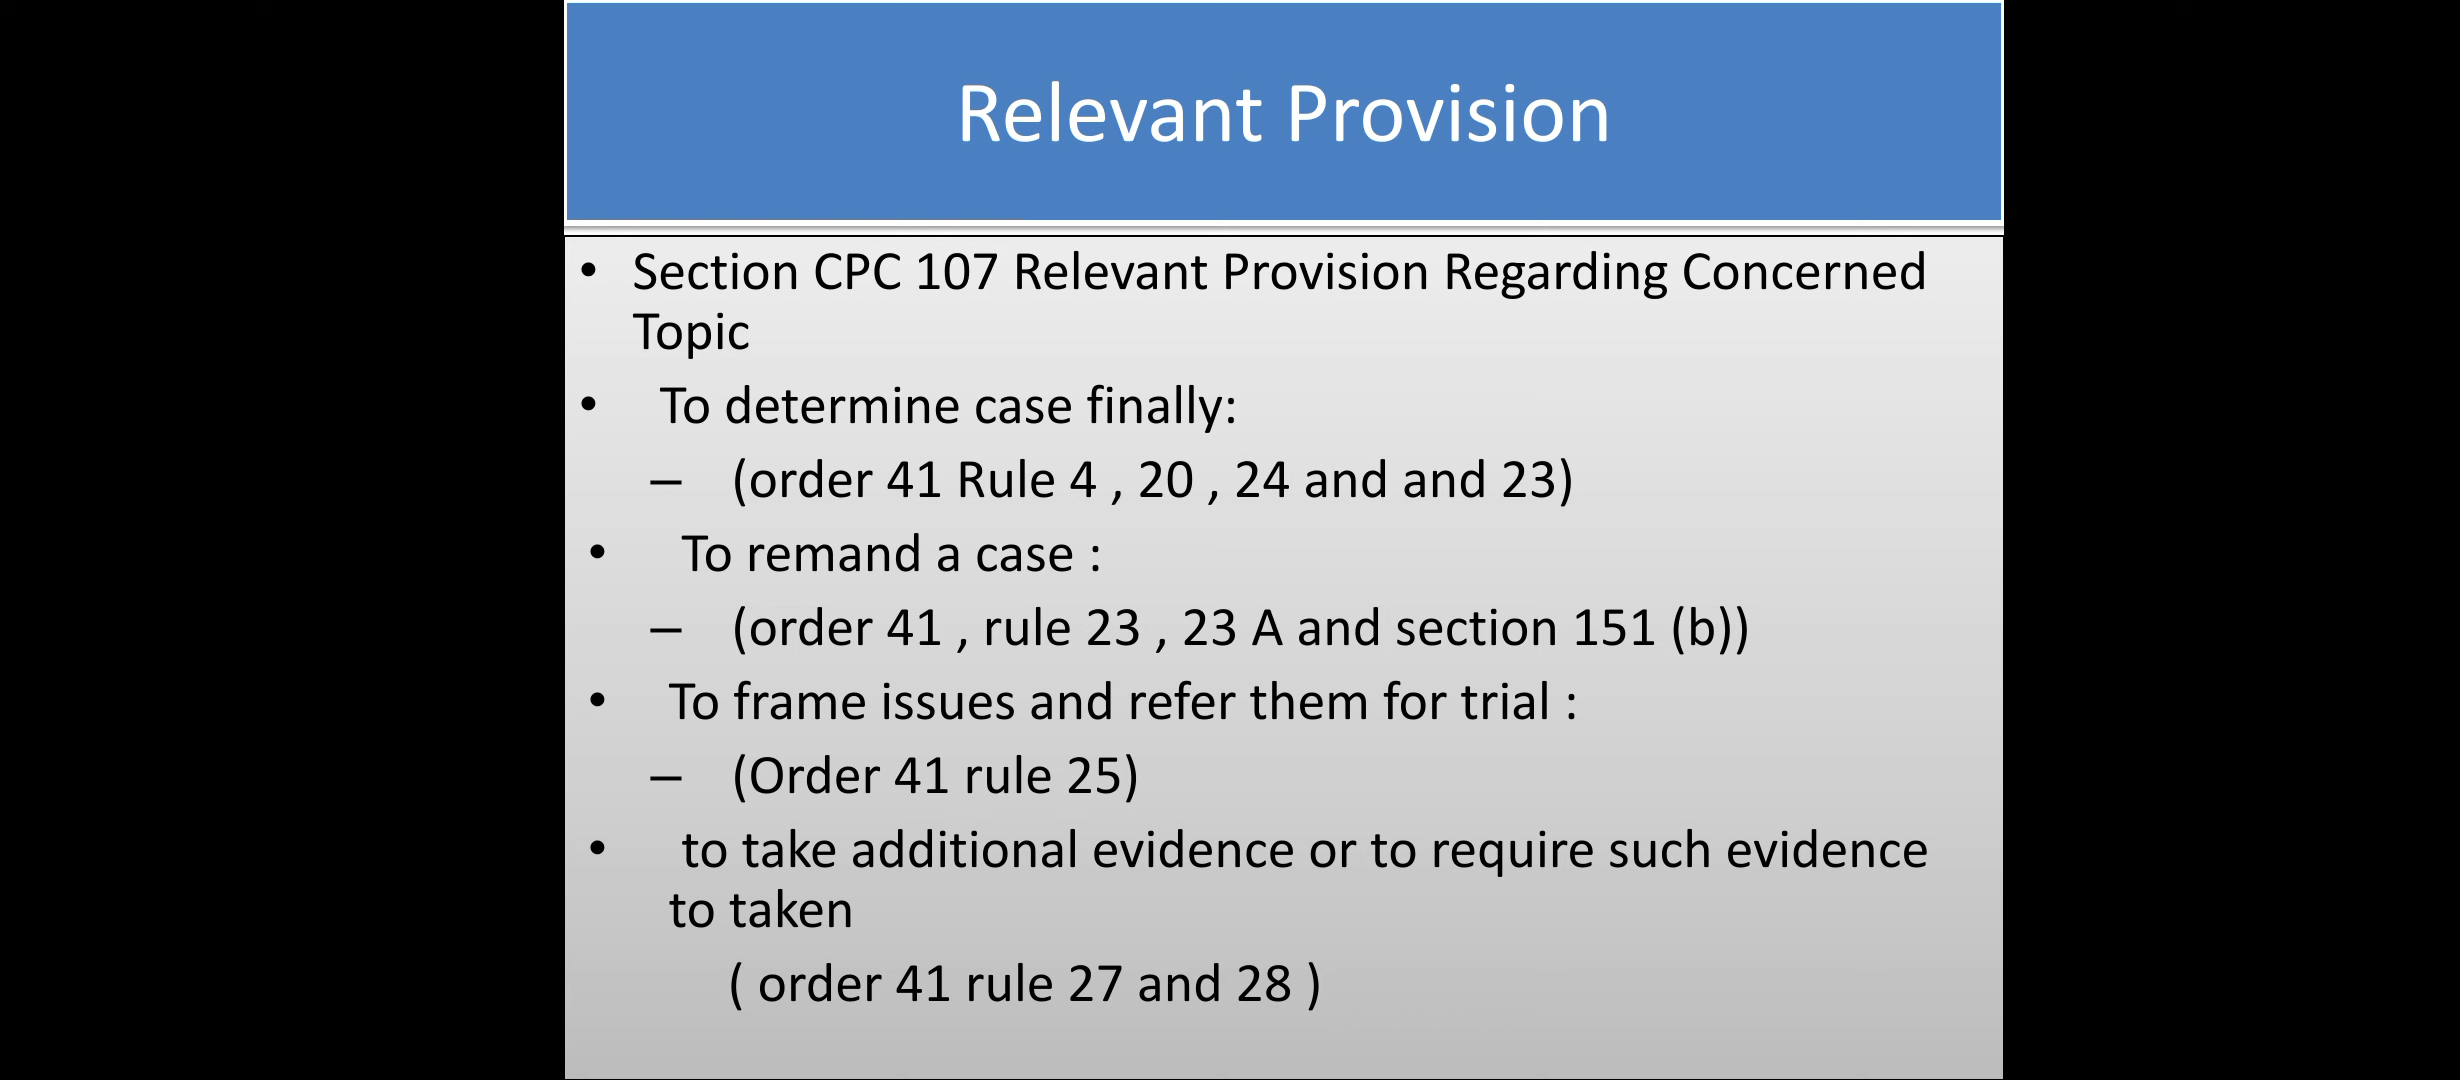 Relevant Provision
• Section CPC 107 Relevant Provision Regarding Concerned
Topic
• To determine case finally:
– (order 41 Rule 4 , 20 , 24 and and 23)
• To remand a case :
– (order 41 , rule 23 , 23 A and section 151 (b))
• To frame issues and refer them for trial :
– (Order 41 rule 25)
• to take additional evidence or to require such evidence
to taken
( order 41 rule 27 and 28 )